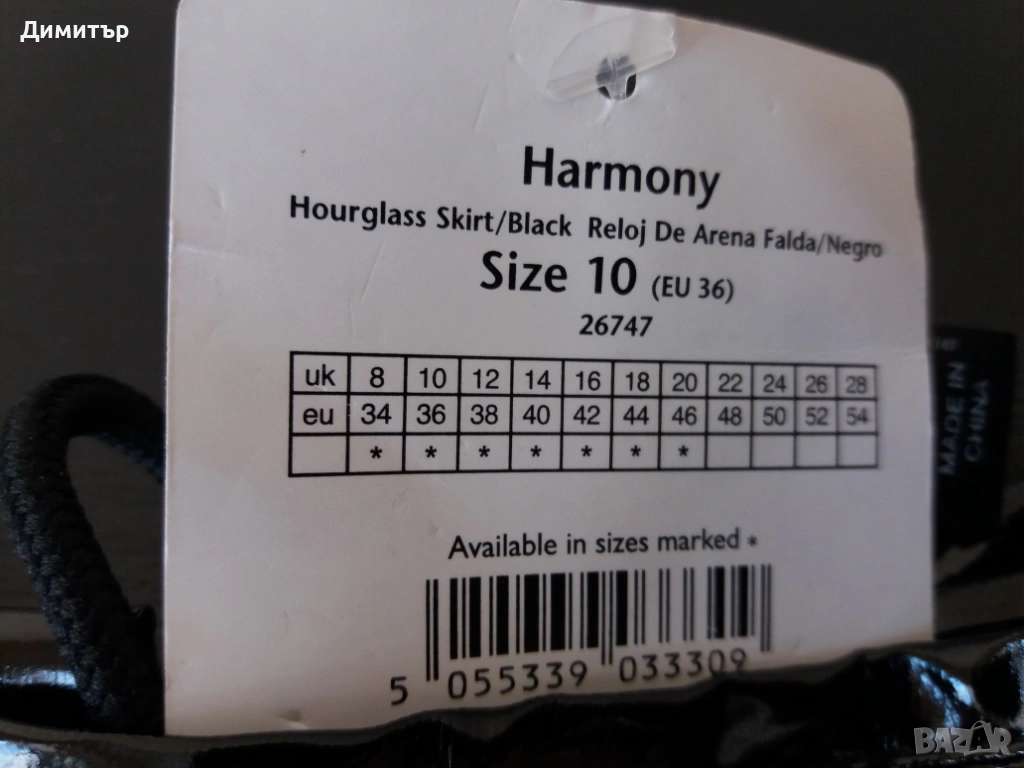 Димитър
Harmony
Hourglass Skirt/Black Reloj De Arena Falda/Negro
Size 10 (EU 36)
26747
uk 8 10 12 14 16 18 20 22 24 26 28
eu 34 36 38 40 42 44 46 48 50 52 54
* * * * * * *
Available in sizes marked *
5 055339 033309
MADE IN
CHINA
BAZAR